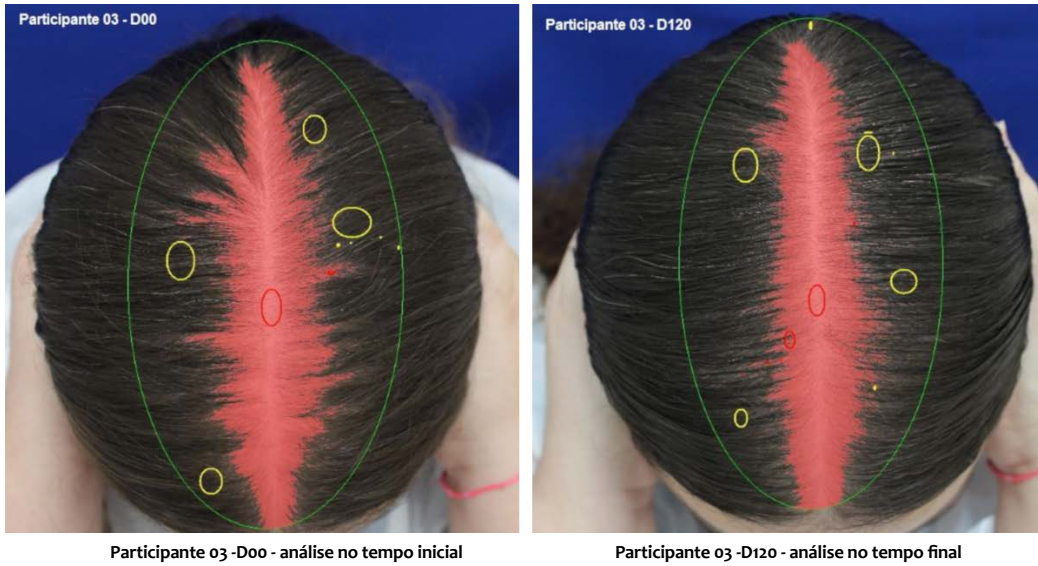 Participante 03 - D00
Participante 03 - D120
Participante 03 -D00 - análise no tempo inicial
Participante 03 -D120 - análise no tempo final